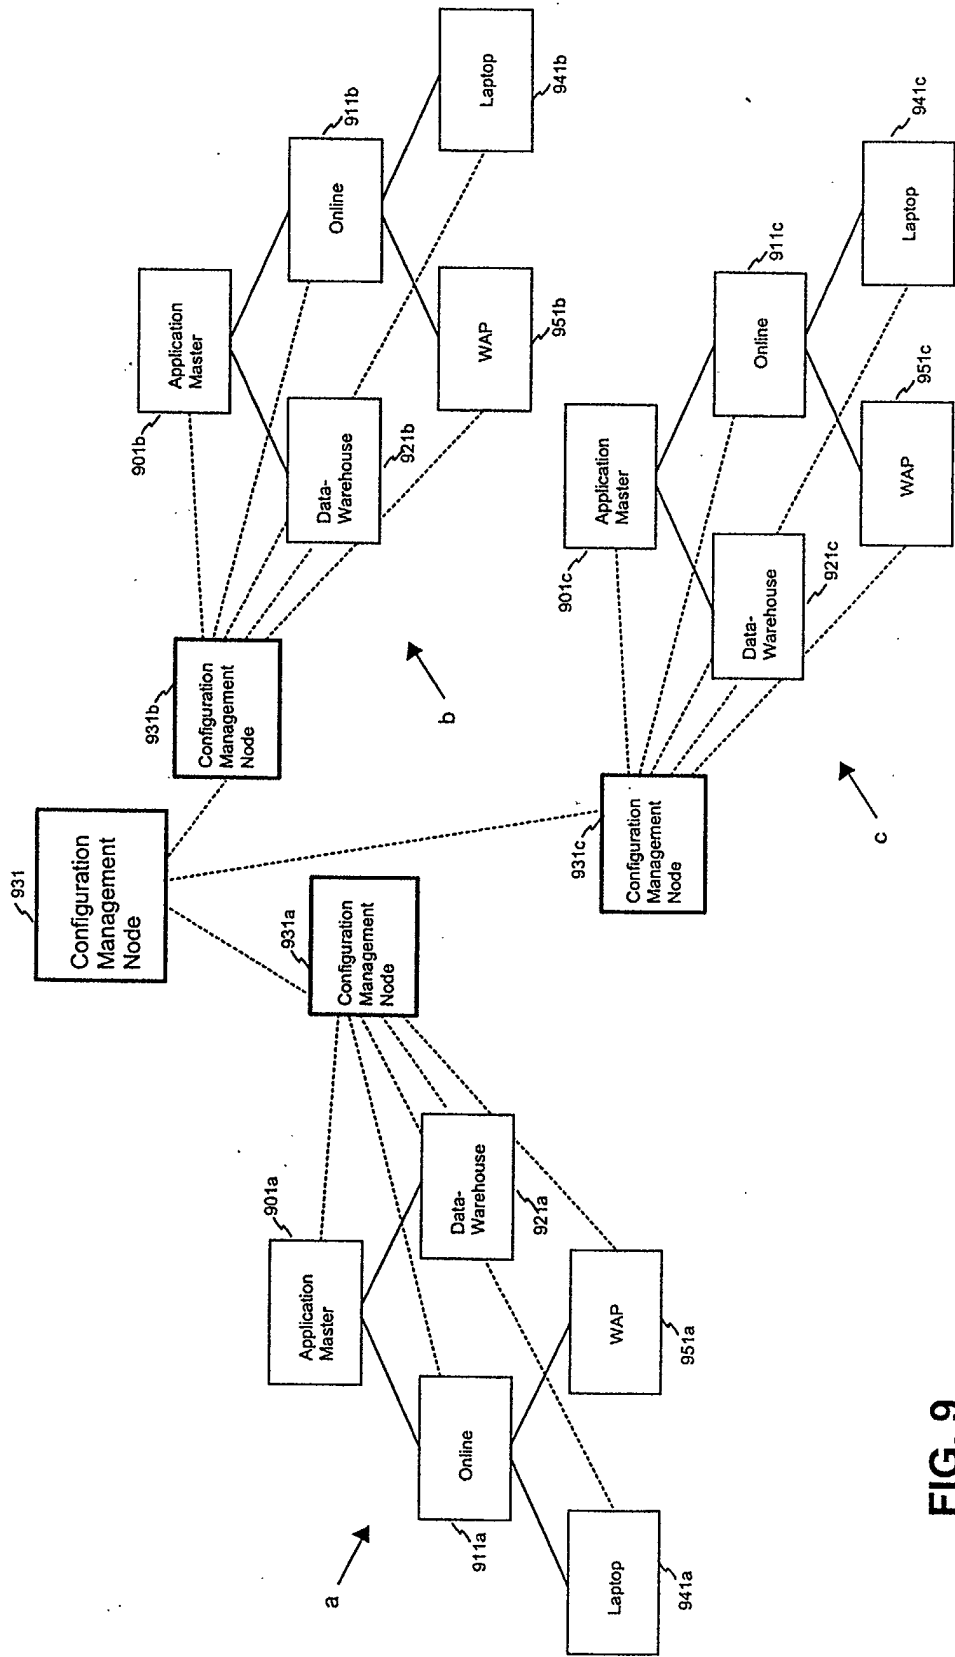 931
Configuration
Management
Node
931a
Configuration
Management
Node
901a
Application
Master
911a
Online
921a
Data-
Warehouse
941a
Laptop
951a
WAP
a
931b
Configuration
Management
Node
901b
Application
Master
911b
Online
921b
Data-
Warehouse
951b
WAP
941b
Laptop
b
931c
Configuration
Management
Node
901c
Application
Master
911c
Online
921c
Data-
Warehouse
951c
WAP
941c
Laptop
c
FIG. 9